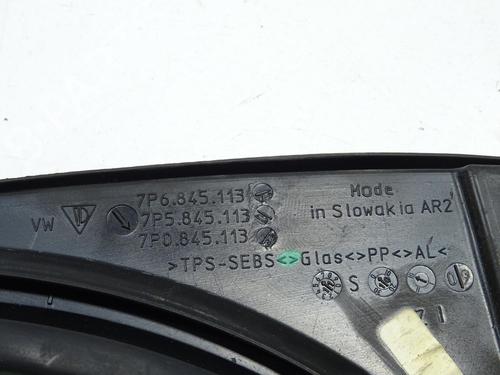 7P6.845.113
VW 7P5.845.113
7P0.845.113
>TPS-SEBS<>Glas<>PP<>AL<
Made
in Slowakia AR2
S